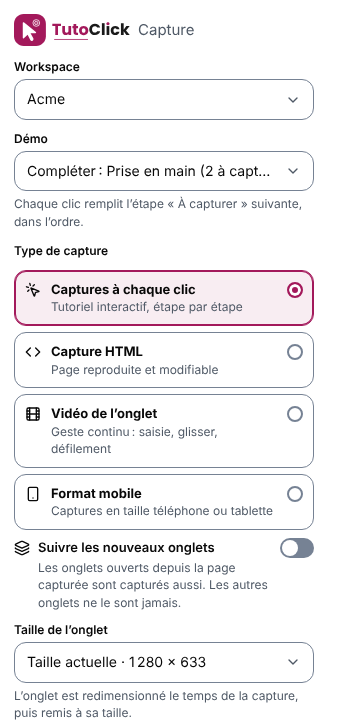 TutoClick Capture
Workspace
Acme
Démo
Compléter : Prise en main (2 à capt...
Chaque clic remplit l’étape « À capturer » suivante,
dans l’ordre.
Type de capture
Captures à chaque clic
Tutoriel interactif, étape par étape
Capture HTML
Page reproduite et modifiable
Vidéo de l’onglet
Geste continu : saisie, glisser,
défilement
Format mobile
Captures en taille téléphone ou tablette
Suivre les nouveaux onglets
Les onglets ouverts depuis la page
capturée sont capturés aussi. Les autres
onglets ne le sont jamais.
Taille de l’onglet
Taille actuelle · 1280 × 633
L’onglet est redimensionné le temps de la capture,
puis remis à sa taille.